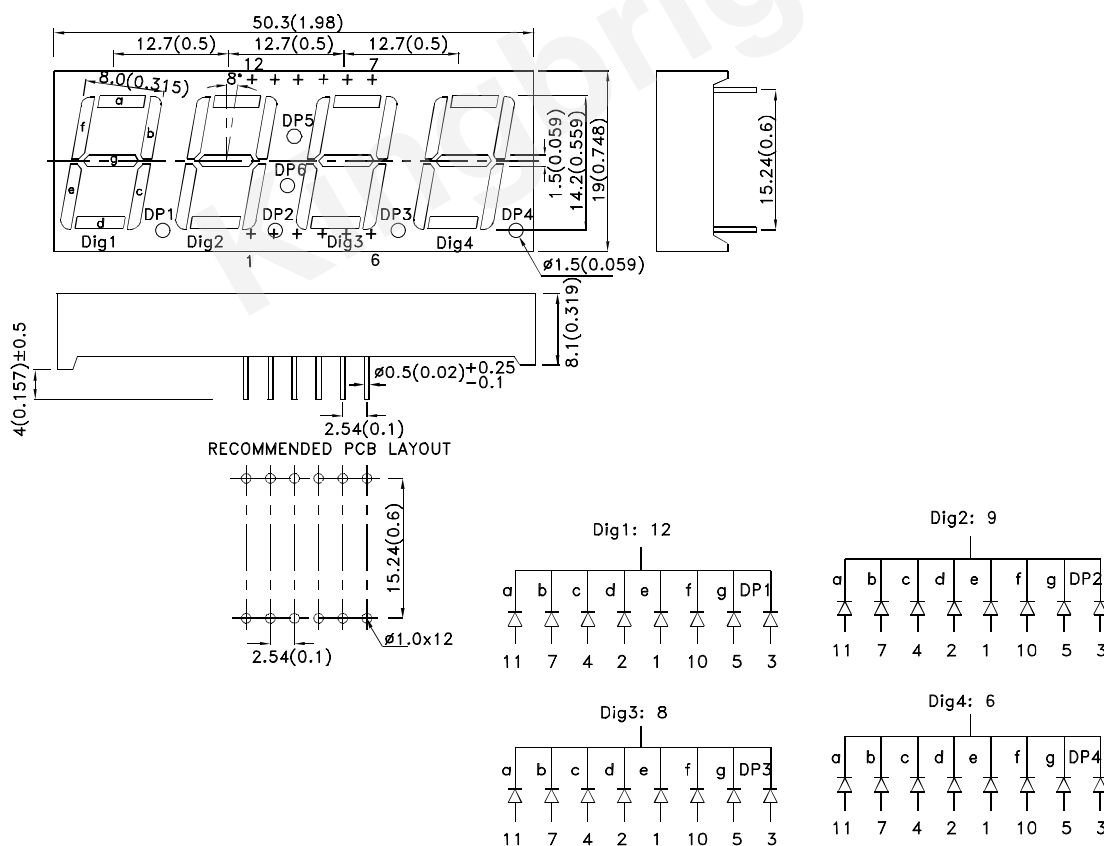 50.3(1.98)
12.7(0.5) 12.7(0.5) 12.7(0.5)
12 7
8.0(0.315) 8°
a
f b
g
e c
d
DP5
DP6
DP1 DP2 DP3 DP4
Dig1 Dig2 Dig3 Dig4
1 6
1.5(0.059)
14.2(0.559)
19(0.748)
15.24(0.6)
ø1.5(0.059)
8.1(0.319)
4(0.157)±0.5
ø0.5(0.02)+0.25
−0.1
2.54(0.1)
RECOMMENDED PCB LAYOUT
15.24(0.6)
ø1.0x12
2.54(0.1)
Dig1: 12
a b c d e f g DP1
11 7 4 2 1 10 5 3
Dig2: 9
a b c d e f g DP2
11 7 4 2 1 10 5 3
Dig3: 8
a b c d e f g DP3
11 7 4 2 1 10 5 3
Dig4: 6
a b c d e f g DP4
11 7 4 2 1 10 5 3
Kingbrig